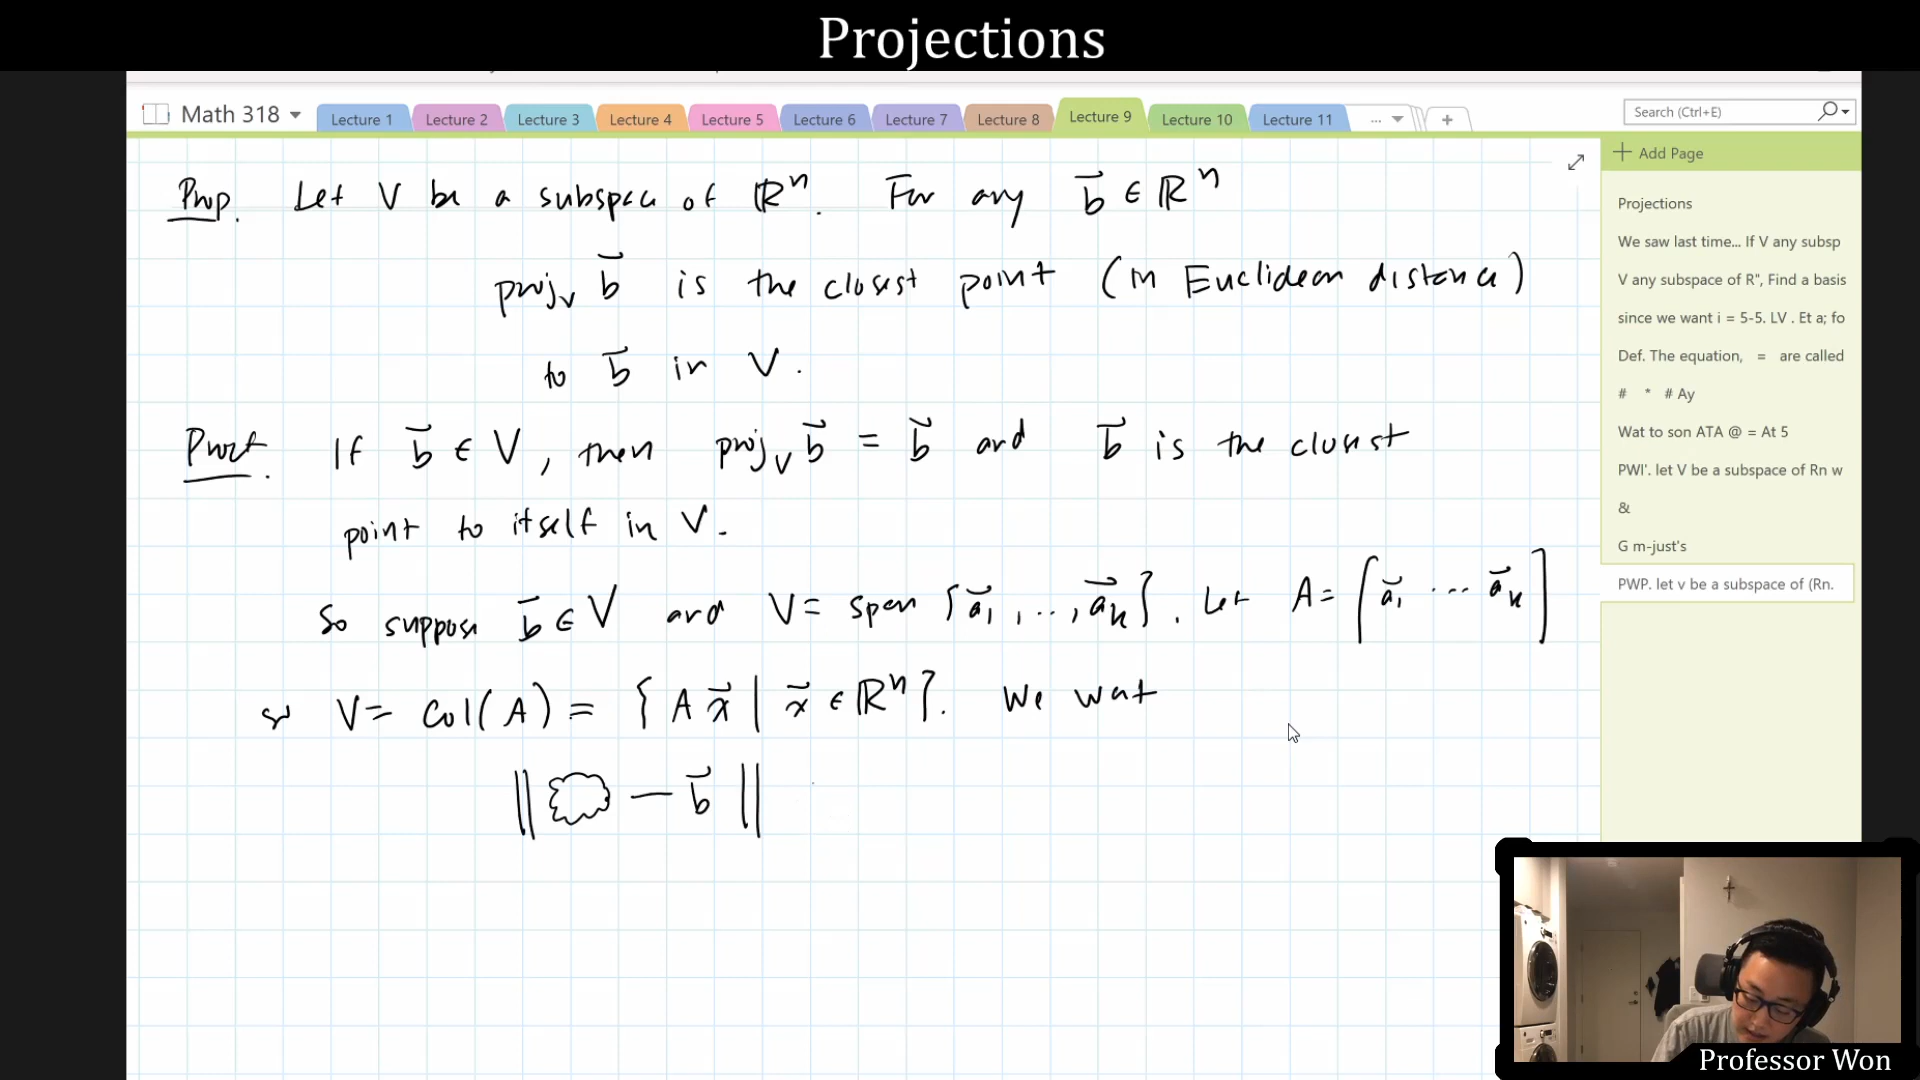 Projections
Math 318
Lecture 1
Lecture 2
Lecture 3
Lecture 4
Lecture 5
Lecture 6
Lecture 7
Lecture 8
Lecture 9
Lecture 10
Lecture 11
...
+
Search (Ctrl+E)
Prop. Let V be a subspace of ℝⁿ. For any b⃗ ∈ ℝⁿ
proj_V b⃗ is the closest point (in Euclidean distance)
to b⃗ in V.
Proof. If b⃗ ∈ V, then proj_V b⃗ = b⃗ and b⃗ is the closest
point to itself in V.
So suppose b⃗ ∈ V and V = span {a⃗₁, ..., a⃗ₖ}. Let A = [a⃗₁ ... a⃗ₖ]
so V = Col(A) = {A x⃗ | x⃗ ∈ ℝⁿ}. We want
|| — b⃗ ||
+ Add Page
Projections
We saw last time... If V any subsp
V any subspace of R", Find a basis
since we want i = 5-5. LV . Et a; fo
Def. The equation, = are called
# * # Ay
Wat to son ATA @ = At 5
PWI'. let V be a subspace of Rn w
&
G m-just's
PWP. let v be a subspace of (Rn.
Professor Won